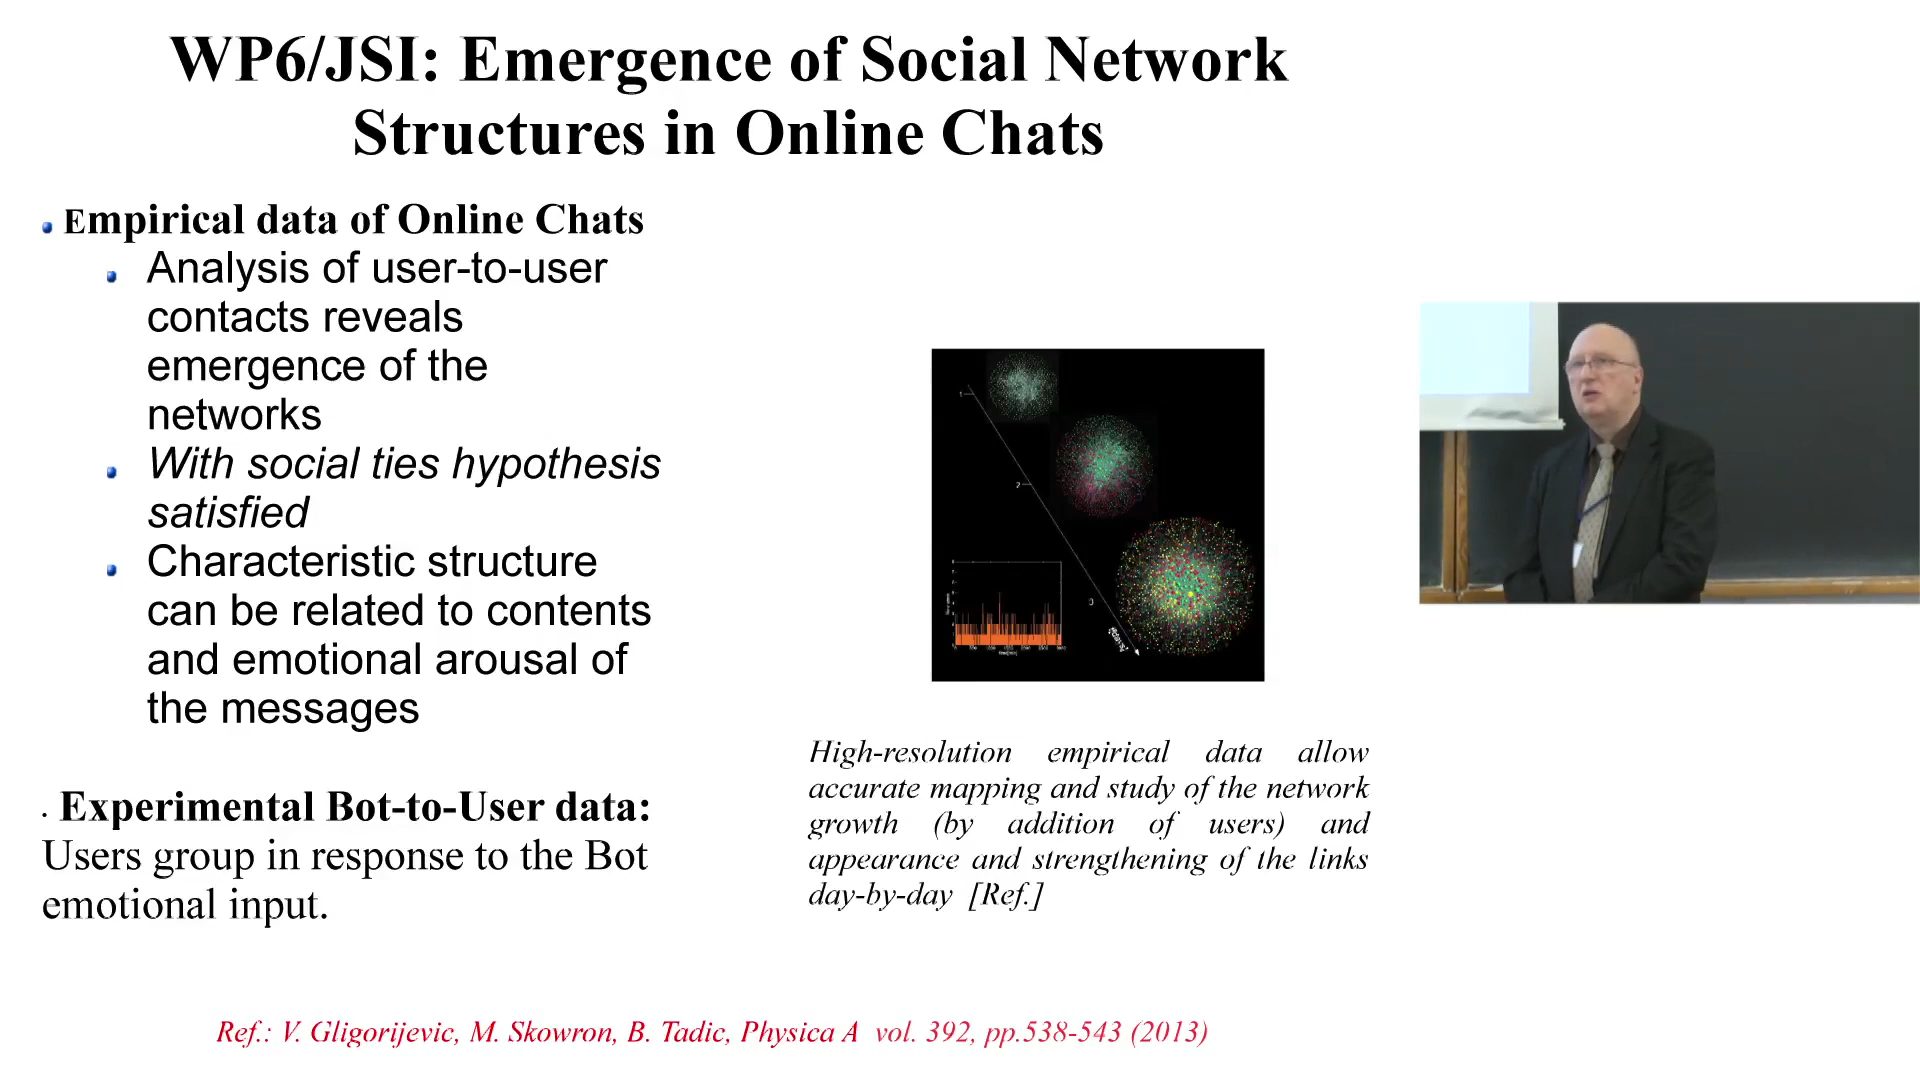 WP6/JSI: Emergence of Social Network
Structures in Online Chats
Empirical data of Online Chats
Analysis of user-to-user
contacts reveals
emergence of the
networks
With social ties hypothesis
satisfied
Characteristic structure
can be related to contents
and emotional arousal of
the messages
Experimental Bot-to-User data:
Users group in response to the Bot
emotional input.
1
2
3
High-resolution empirical data allow
accurate mapping and study of the network
growth (by addition of users) and
appearance and strengthening of the links
day-by-day [Ref.]
Ref.: V. Gligorijevic, M. Skowron, B. Tadic, Physica A vol. 392, pp.538-543 (2013)